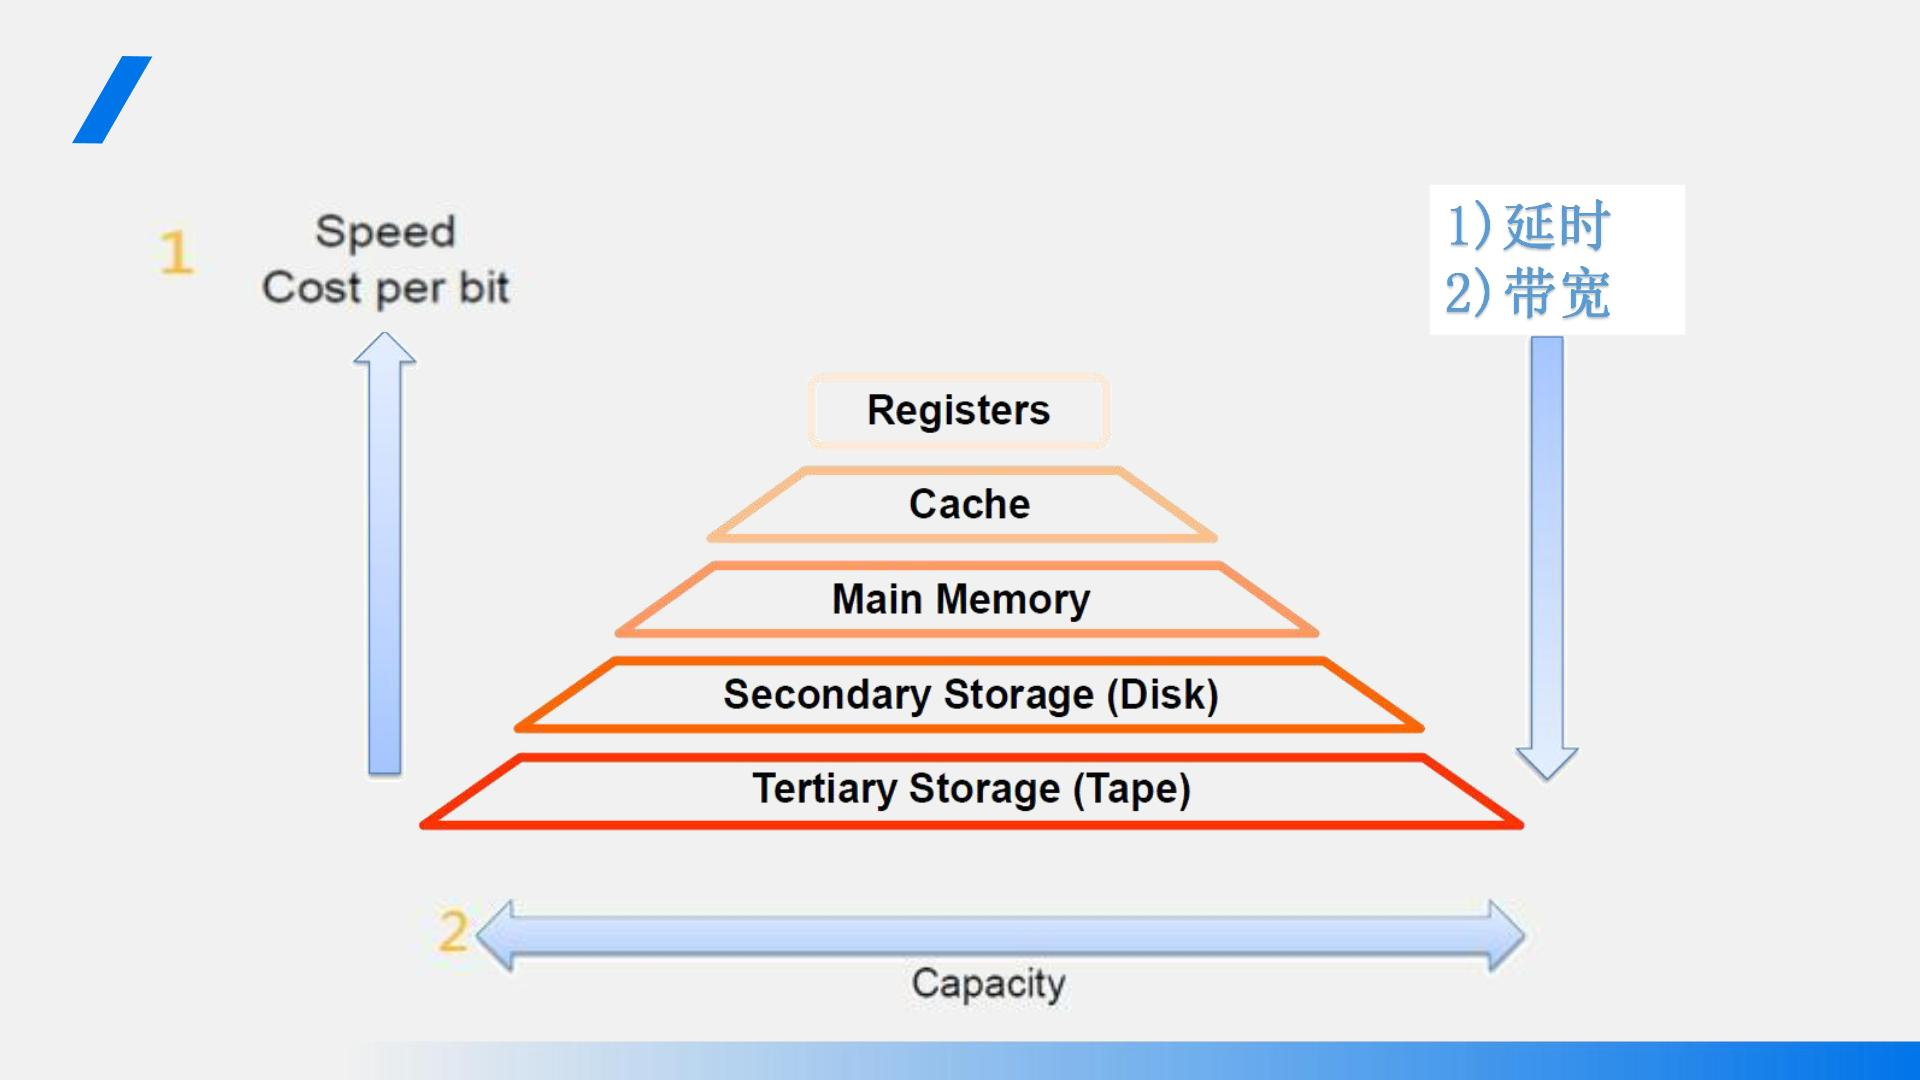 1
Speed
Cost per bit
1)延时
2)带宽
Registers
Cache
Main Memory
Secondary Storage (Disk)
Tertiary Storage (Tape)
2
Capacity